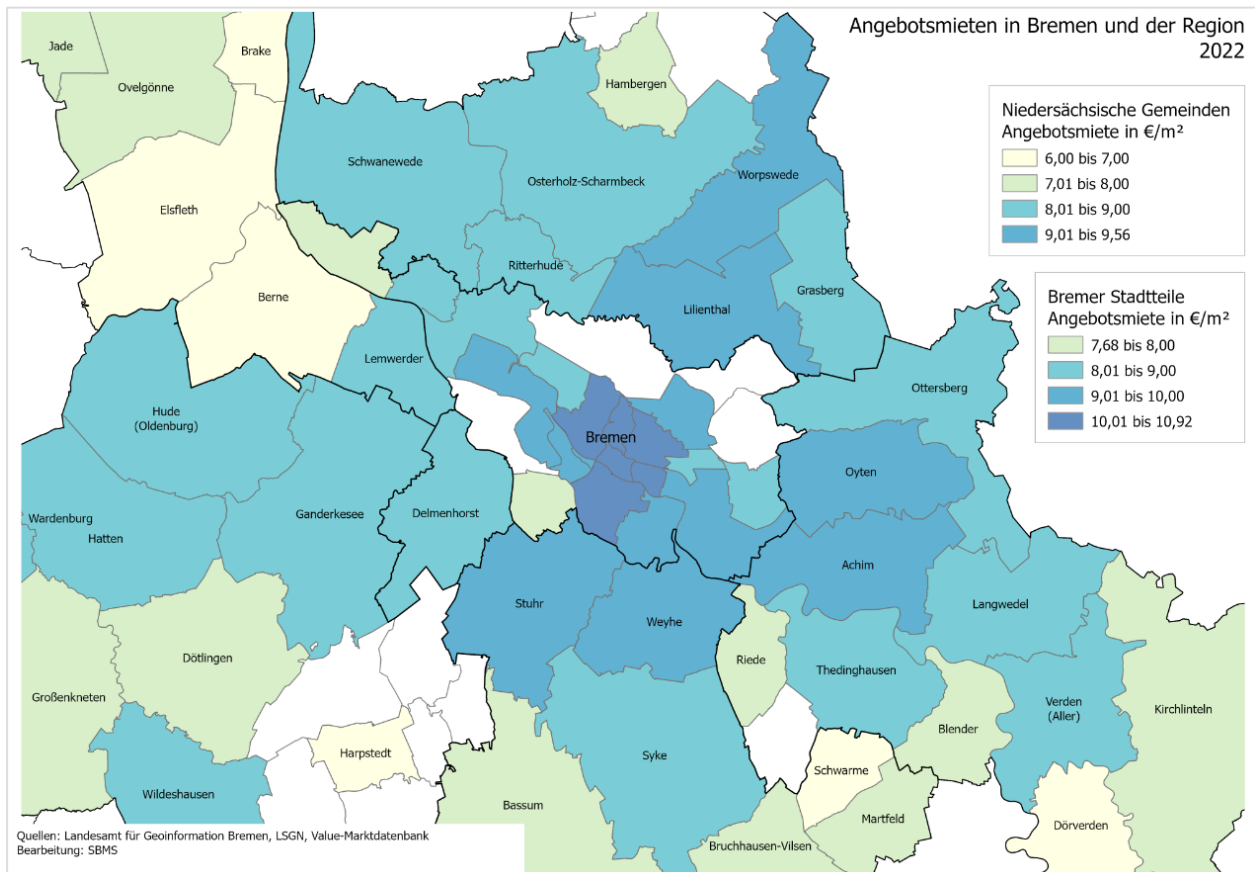 Angebotsmieten in Bremen und der Region
2022
Niedersächsische Gemeinden
Angebotsmiete in €/m²
6,00 bis 7,00
7,01 bis 8,00
8,01 bis 9,00
9,01 bis 9,56
Bremer Stadtteile
Angebotsmiete in €/m²
7,68 bis 8,00
8,01 bis 9,00
9,01 bis 10,00
10,01 bis 10,92
Jade
Brake
Ovelgönne
Hambergen
Schwanewede
Osterholz-Scharmbeck
Worpswede
Elsfleth
Ritterhude
Berne
Grasberg
Lilienthal
Lemwerder
Ottersberg
Hude
(Oldenburg)
Bremen
Oyten
Wardenburg
Hatten
Ganderkesee
Delmenhorst
Achim
Stuhr
Weyhe
Langwedel
Dötlingen
Riede
Thedinghausen
Großenkneten
Verden
(Aller)
Kirchlinteln
Blender
Harpstedt
Syke
Schwarme
Wildeshausen
Bassum
Martfeld
Dörverden
Bruchhausen-Vilsen
Quellen: Landesamt für Geoinformation Bremen, LSGN, Value-Marktdatenbank
Bearbeitung: SBMS